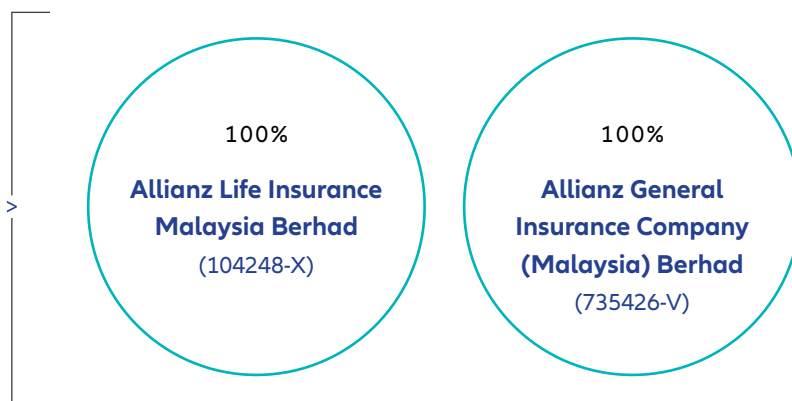 100%
Allianz Life Insurance
Malaysia Berhad
(104248-X)
100%
Allianz General
Insurance Company
(Malaysia) Berhad
(735426-V)